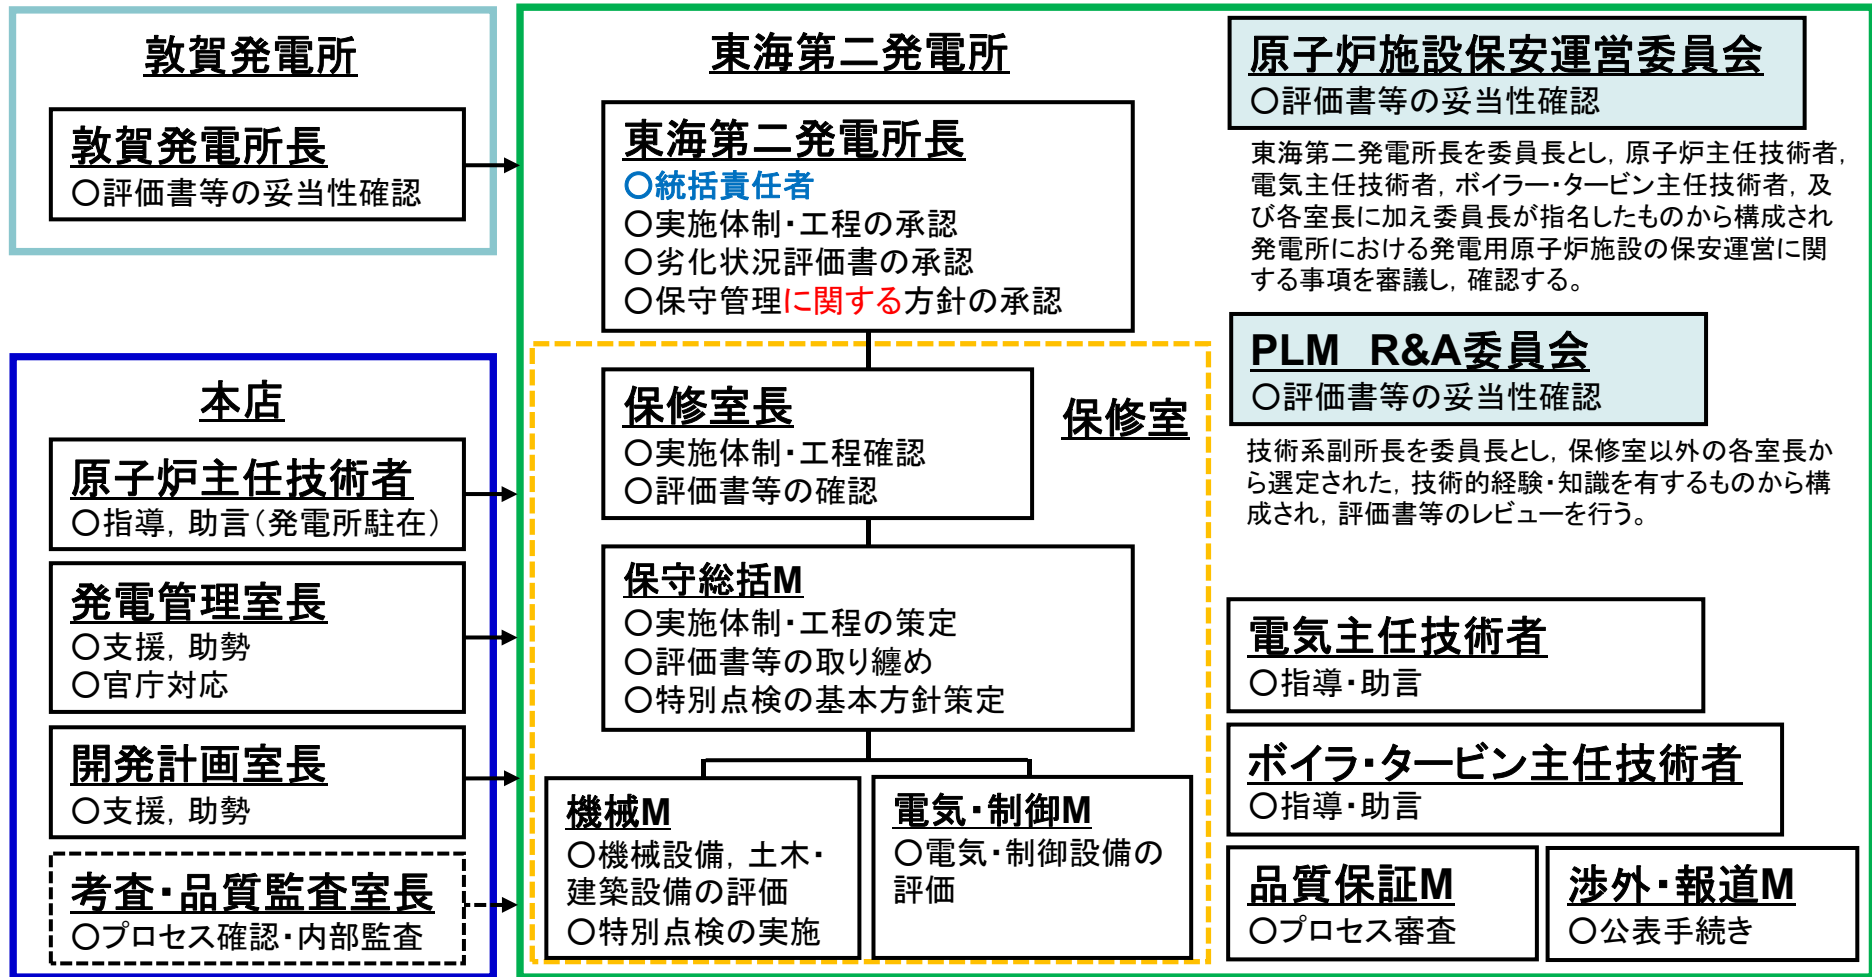 敦賀発電所
敦賀発電所長
○評価書等の妥当性確認
本店
原子炉主任技術者
○指導，助言（発電所駐在）
発電管理室長
○支援，助勢
○官庁対応
開発計画室長
○支援，助勢
考査・品質監査室長
○プロセス確認・内部監査
東海第二発電所
東海第二発電所長
○統括責任者
○実施体制・工程の承認
○劣化状況評価書の承認
○保守管理に関する方針の承認
保修室
保修室長
○実施体制・工程確認
○評価書等の確認
保守総括M
○実施体制・工程の策定
○評価書等の取り纏め
○特別点検の基本方針策定
機械M
○機械設備，土木・
建築設備の評価
○特別点検の実施
電気・制御M
○電気・制御設備の
評価
原子炉施設保安運営委員会
○評価書等の妥当性確認
東海第二発電所長を委員長とし，原子炉主任技術者，
電気主任技術者，ボイラー・タービン主任技術者，及
び各室長に加え委員長が指名したものから構成され
発電所における発電用原子炉施設の保安運営に関
する事項を審議し，確認する。
PLM　R&A委員会
○評価書等の妥当性確認
技術系副所長を委員長とし，保修室以外の各室長か
ら選定された，技術的経験・知識を有するものから構
成され，評価書等のレビューを行う。
電気主任技術者
○指導・助言
ボイラ・タービン主任技術者
○指導・助言
品質保証M
○プロセス審査
渉外・報道M
○公表手続き